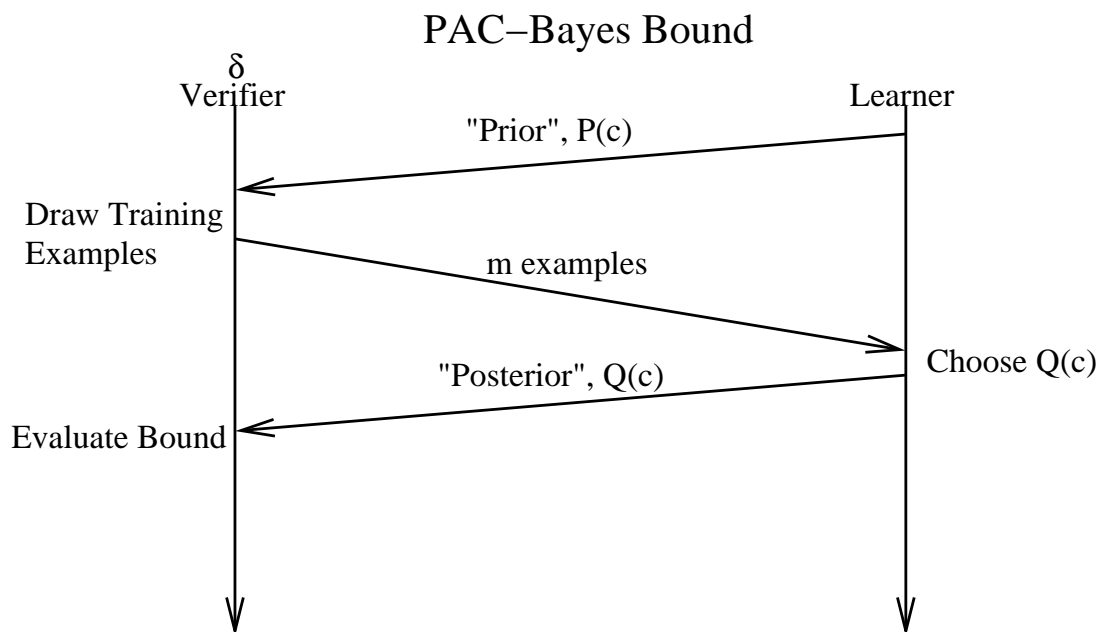 PAC–Bayes Bound
δ
Verifier
Learner
"Prior", P(c)
Draw Training
Examples
m examples
Choose Q(c)
"Posterior", Q(c)
Evaluate Bound